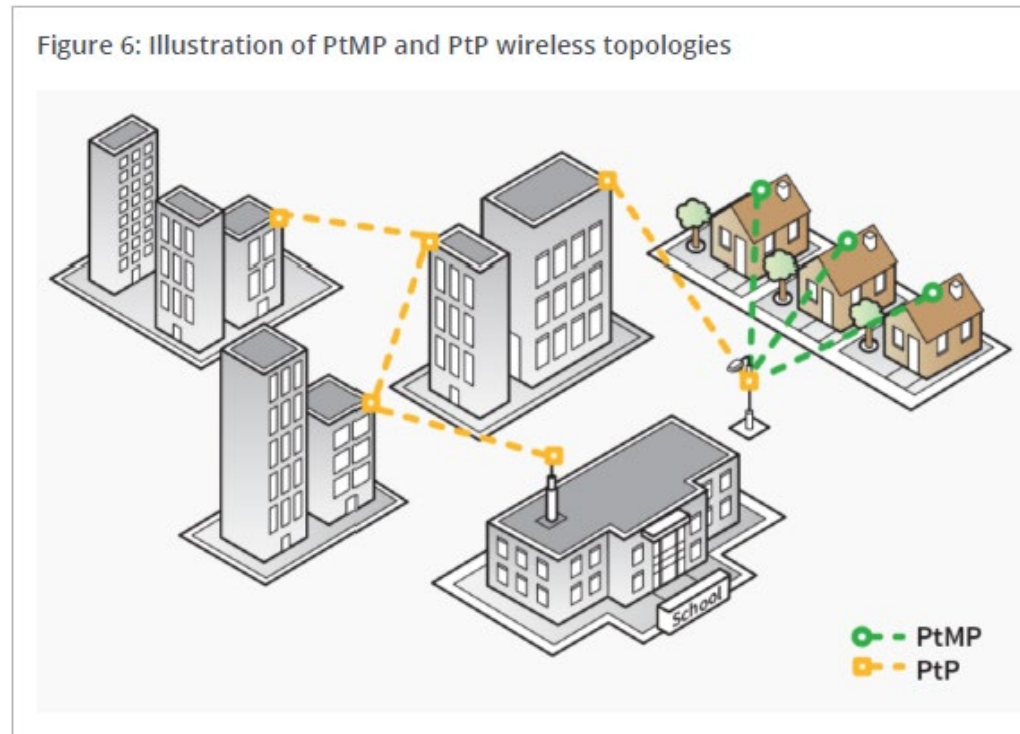 Figure 6: Illustration of PtMP and PtP wireless topologies
School
PtMP
PtP